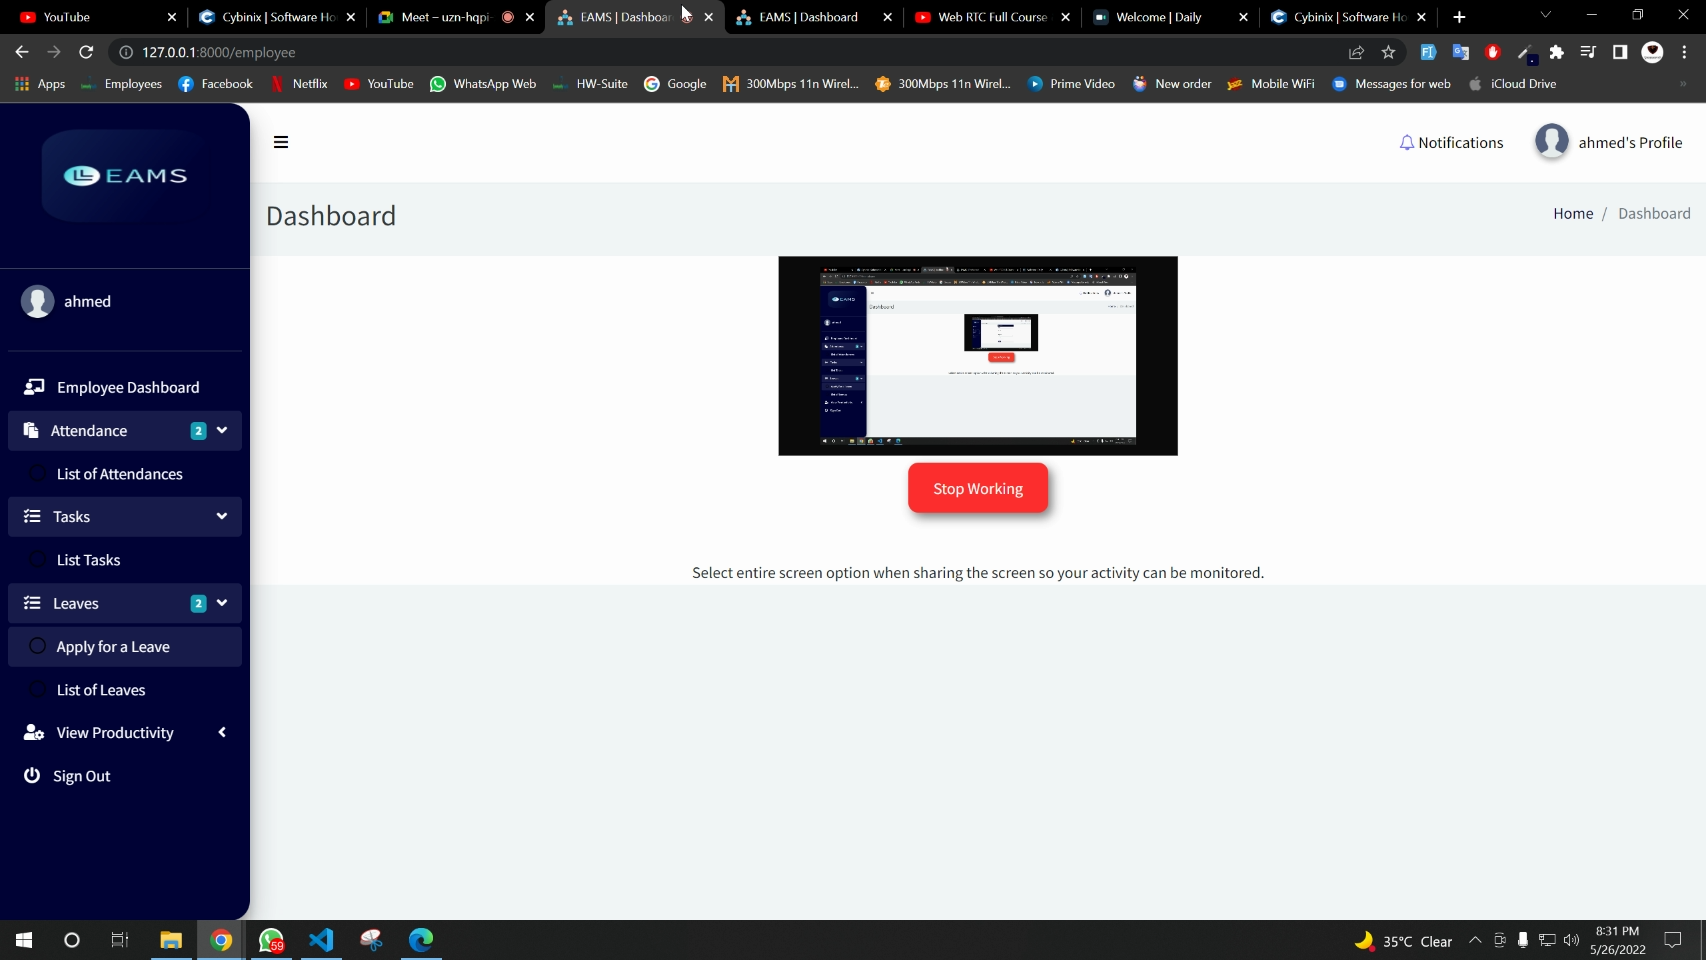 YouTube
Cybinix | Software Ho
Meet – uzn-hqpi-
EAMS | Dashboar
EAMS | Dashboard
Web RTC Full Course
Welcome | Daily
Cybinix | Software Ho
127.0.0.1:8000/employee
Apps
Employees
Facebook
Netflix
YouTube
WhatsApp Web
HW-Suite
Google
300Mbps 11n Wirel...
300Mbps 11n Wirel...
Prime Video
New order
Mobile WiFi
Messages for web
iCloud Drive
EAMS
Notifications
ahmed's Profile
Dashboard
Home / Dashboard
ahmed
Employee Dashboard
Attendance 2
List of Attendances
Tasks
List Tasks
Leaves 2
Apply for a Leave
List of Leaves
View Productivity
Sign Out
Stop Working
Select entire screen option when sharing the screen so your activity can be monitored.
59
35°C Clear
8:31 PM
5/26/2022